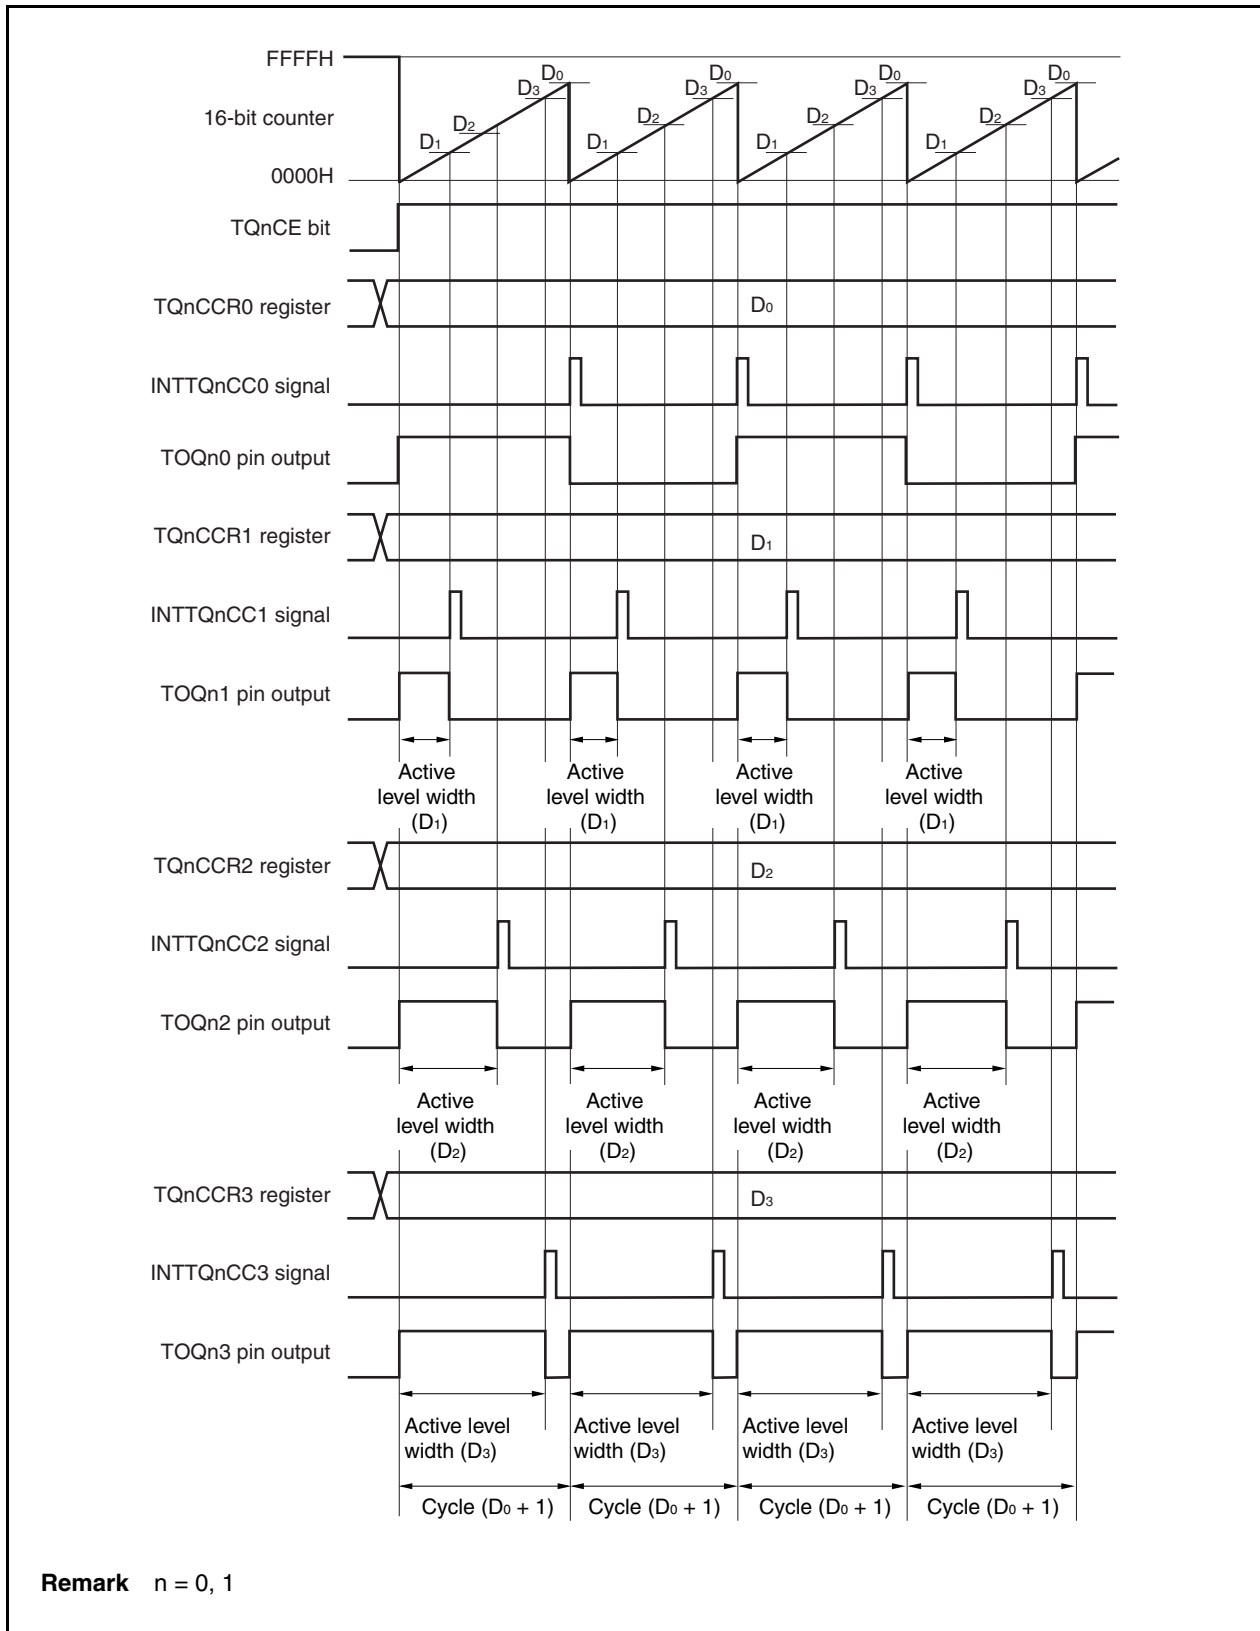 FFFFH
D0 D0 D0 D0
D3 D3 D3 D3
16-bit counter
D2 D2 D2 D2
D1 D1 D1 D1
0000H
TQnCE bit
TQnCCR0 register
D0
INTTQnCC0 signal
TOQn0 pin output
TQnCCR1 register
D1
INTTQnCC1 signal
TOQn1 pin output
Active Active Active Active
level width level width level width level width
(D1) (D1) (D1) (D1)
TQnCCR2 register
D2
INTTQnCC2 signal
TOQn2 pin output
Active Active Active Active
level width level width level width level width
(D2) (D2) (D2) (D2)
TQnCCR3 register
D3
INTTQnCC3 signal
TOQn3 pin output
Active level Active level Active level Active level
width (D3) width (D3) width (D3) width (D3)
Cycle (D0 + 1) Cycle (D0 + 1) Cycle (D0 + 1) Cycle (D0 + 1)
Remark n = 0, 1